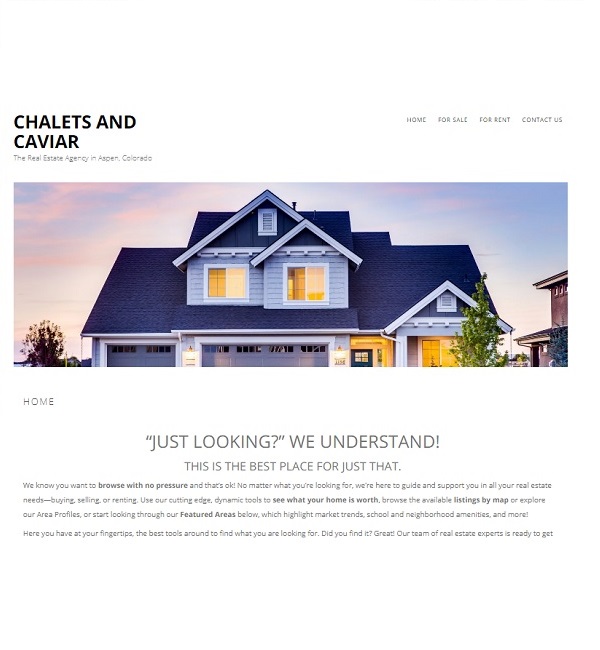 CHALETS AND
CAVIAR
The Real Estate Agency in Aspen, Colorado
HOME FOR SALE FOR RENT CONTACT US
HOME
“JUST LOOKING?” WE UNDERSTAND!
THIS IS THE BEST PLACE FOR JUST THAT.
We know you want to browse with no pressure and that's ok! No matter what you're looking for, we're here to guide and support you in all your real estate
needs—buying, selling, or renting. Use our cutting edge, dynamic tools to see what your home is worth, browse the available listings by map or explore
our Area Profiles, or start looking through our Featured Areas below, which highlight market trends, school and neighborhood amenities, and more!
Here you have at your fingertips, the best tools around to find what you are looking for. Did you find it? Great! Our team of real estate experts is ready to get